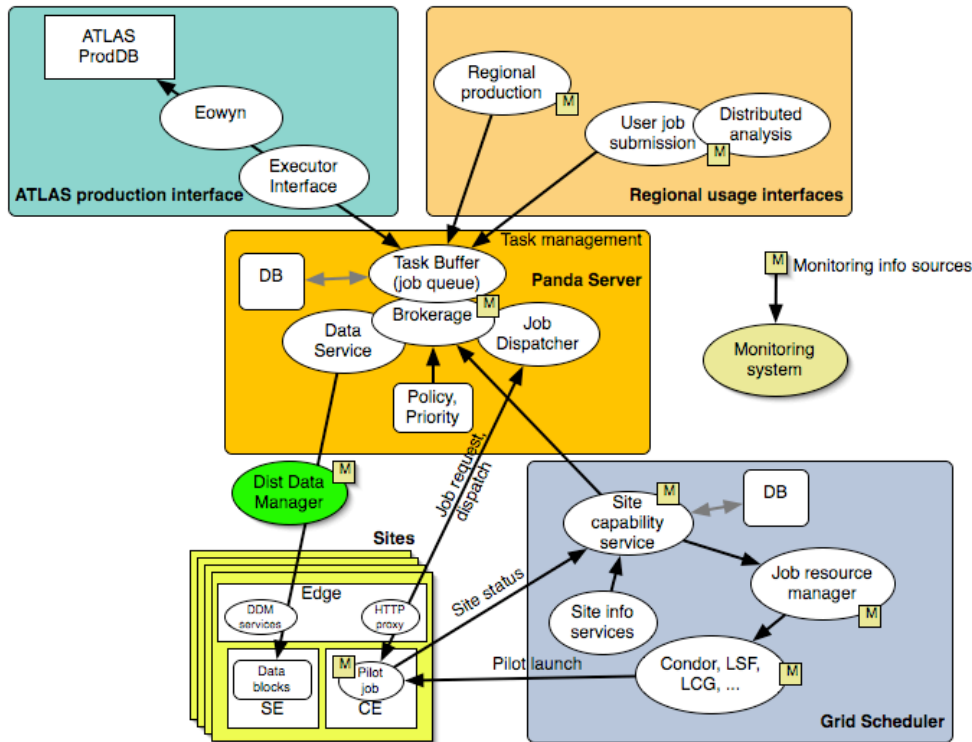 ATLAS
ProdDB
Eowyn
Executor
Interface
ATLAS production interface
Regional
production
M
User job
submission
M
Distributed
analysis
Regional usage interfaces
Task management
Panda Server
DB
Task Buffer
(job queue)
M
Brokerage
Data
Service
Job
Dispatcher
Policy,
Priority
M
Monitoring info sources
Monitoring
system
M
Dist Data
Manager
Job request,
dispatch
Sites
Edge
DDM
services
HTTP
proxy
Data
blocks
SE
M
Pilot
job
CE
Site status
Pilot launch
M
Site
capability
service
DB
Site info
services
Job resource
manager
M
Condor, LSF,
LCG, ...
M
Grid Scheduler